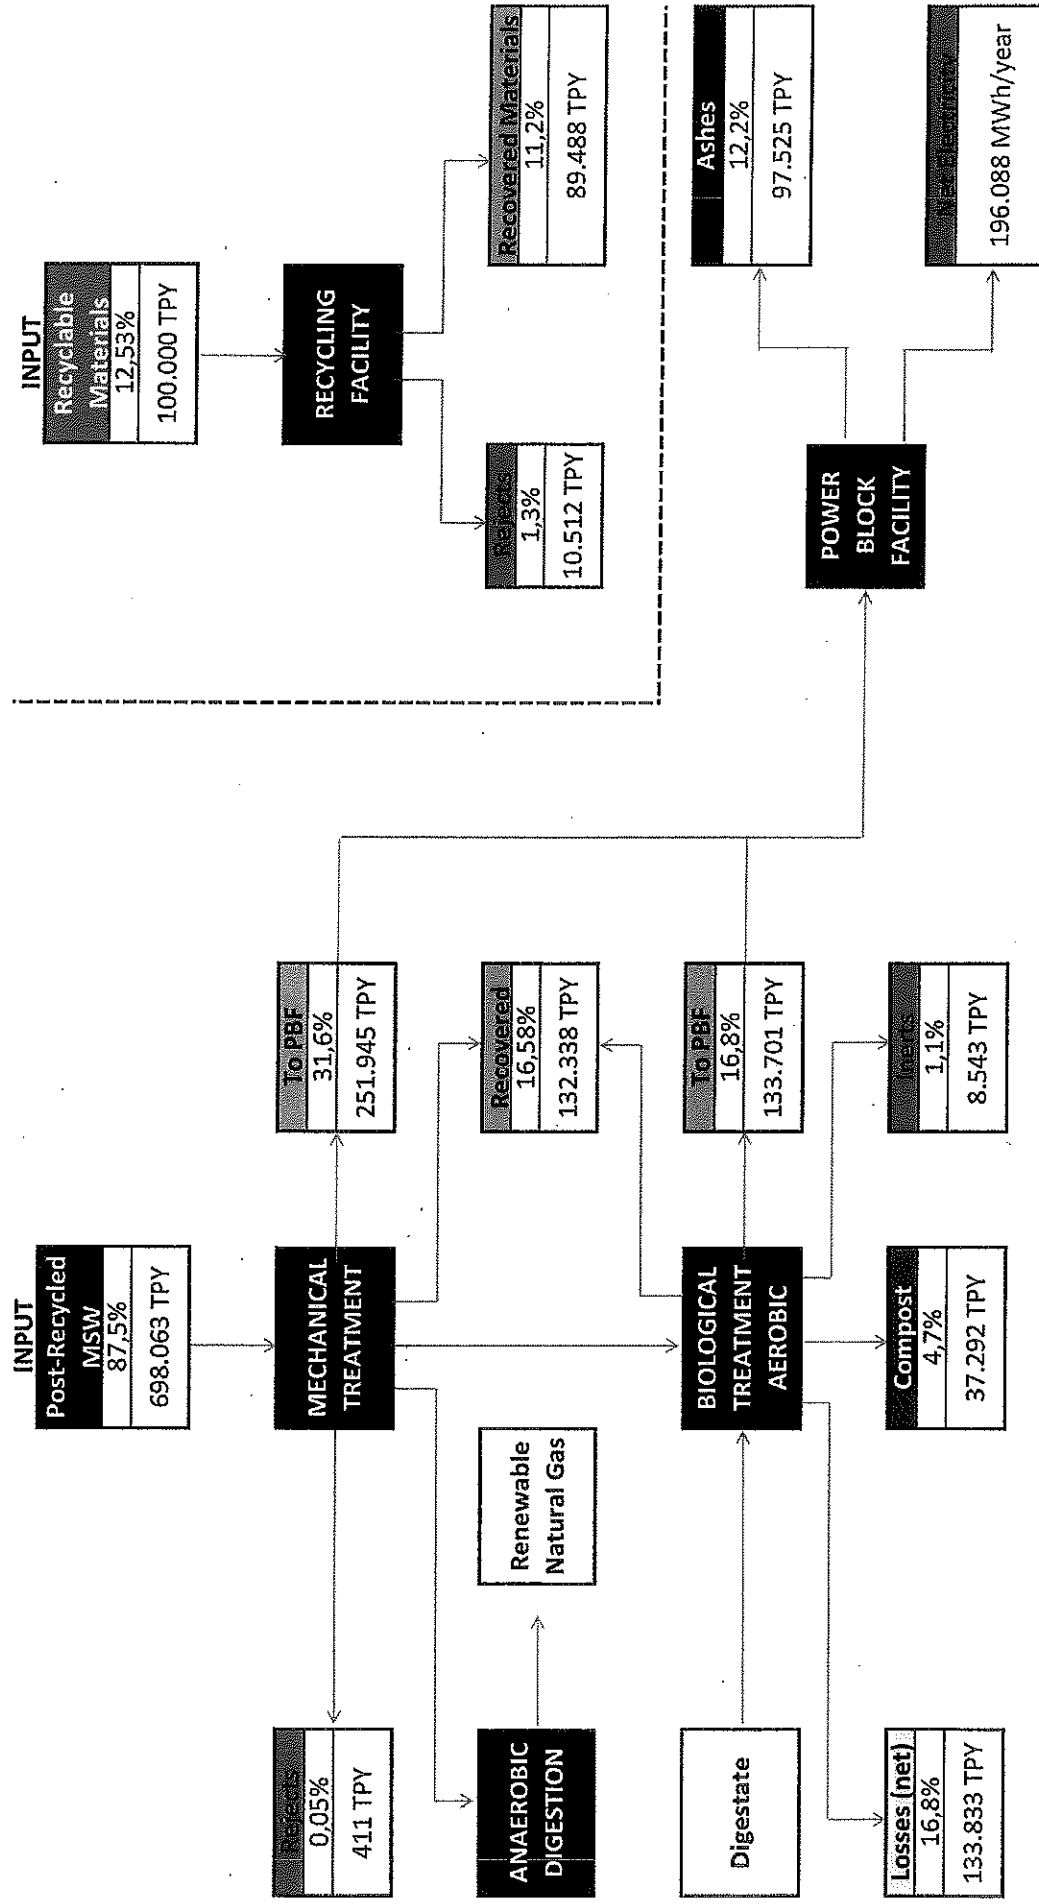 INPUT
Post-Recycled
MSW
87,5%
698.063 TPY
MECHANICAL
TREATMENT
Rejects
0,05%
411 TPY
To PBF
31,6%
251.945 TPY
ANAEROBIC
DIGESTION
Renewable
Natural Gas
Recovered
16,58%
132.338 TPY
Digestate
BIOLOGICAL
TREATMENT
AEROBIC
To PBF
16,8%
133.701 TPY
Losses (net)
16,8%
133.833 TPY
Compost
4,7%
37.292 TPY
Inerts
1,1%
8.543 TPY
INPUT
Recyclable
Materials
12,53%
100.000 TPY
RECYCLING
FACILITY
Rejects
1,3%
10.512 TPY
Recovered Materials
11,2%
89.488 TPY
POWER
BLOCK
FACILITY
Ashes
12,2%
97.525 TPY
Electricity
196.088 MWh/year